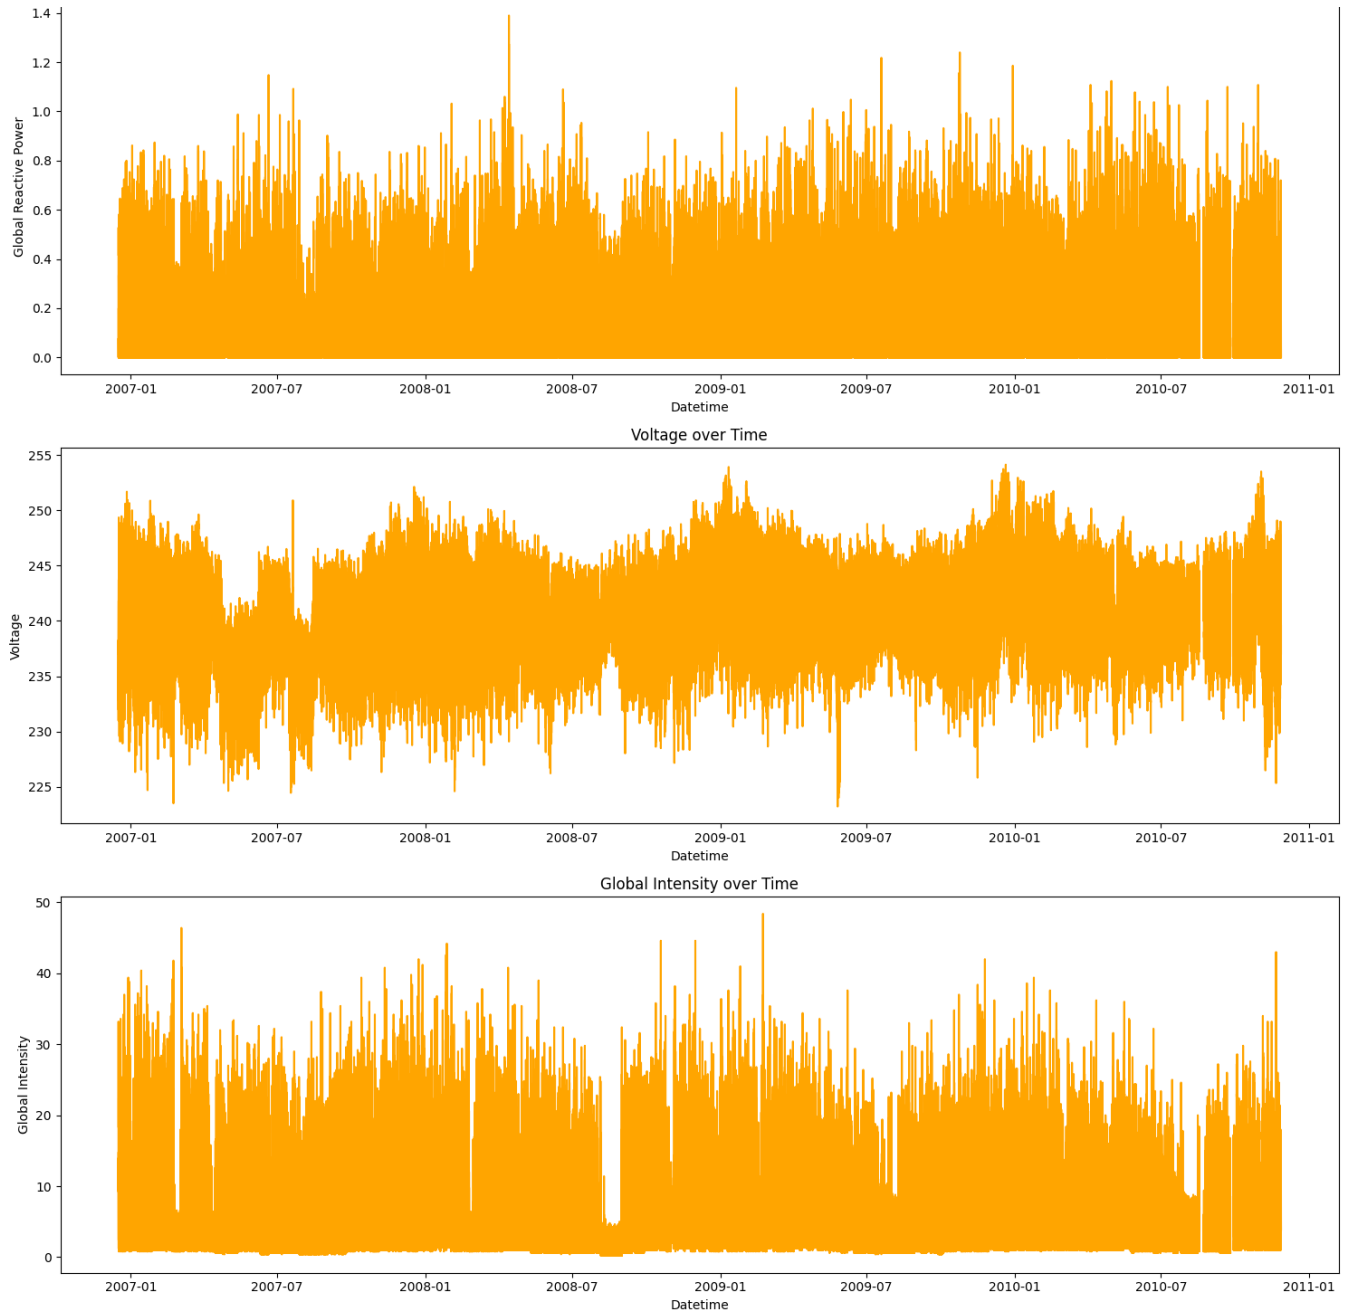 1.4
1.2
1.0
0.8
0.6
0.4
0.2
0.0
Global Reactive Power
2007-01 2007-07 2008-01 2008-07 2009-01 2009-07 2010-01 2010-07 2011-01
Datetime
Voltage over Time
255
250
245
240
235
230
225
Voltage
2007-01 2007-07 2008-01 2008-07 2009-01 2009-07 2010-01 2010-07 2011-01
Datetime
Global Intensity over Time
50
40
30
20
10
0
Global Intensity
2007-01 2007-07 2008-01 2008-07 2009-01 2009-07 2010-01 2010-07 2011-01
Datetime